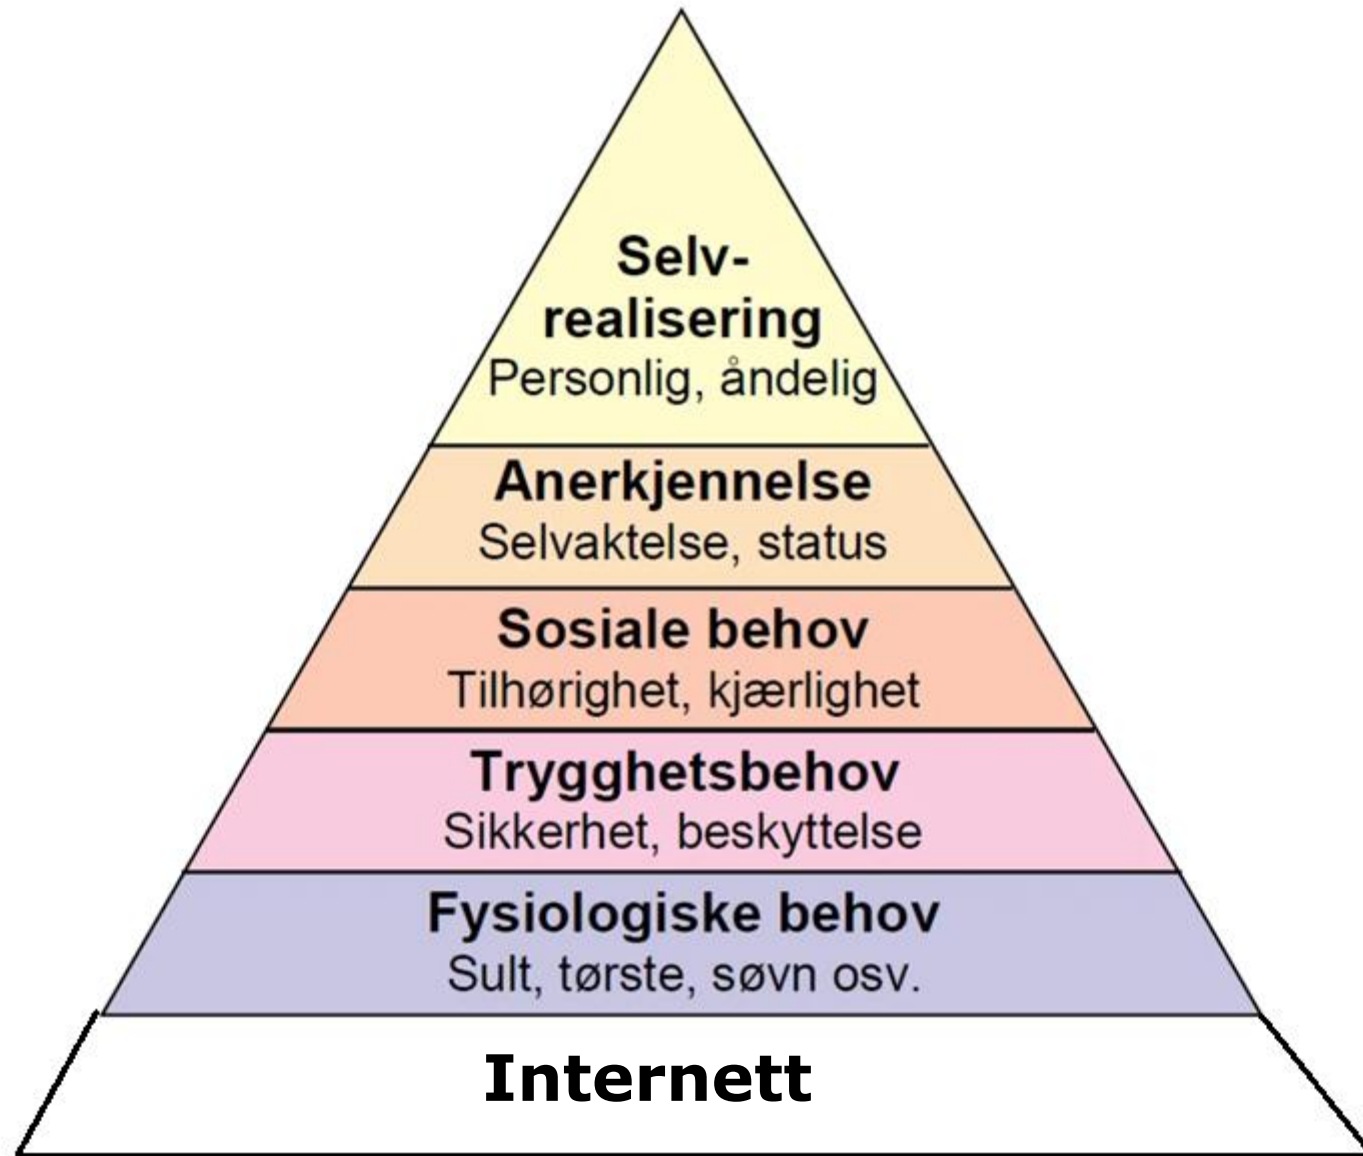 Selv-
realisering
Personlig, åndelig
Anerkjennelse
Selvaktelse, status
Sosiale behov
Tilhørighet, kjærlighet
Trygghetsbehov
Sikkerhet, beskyttelse
Fysiologiske behov
Sult, tørste, søvn osv.
Internett